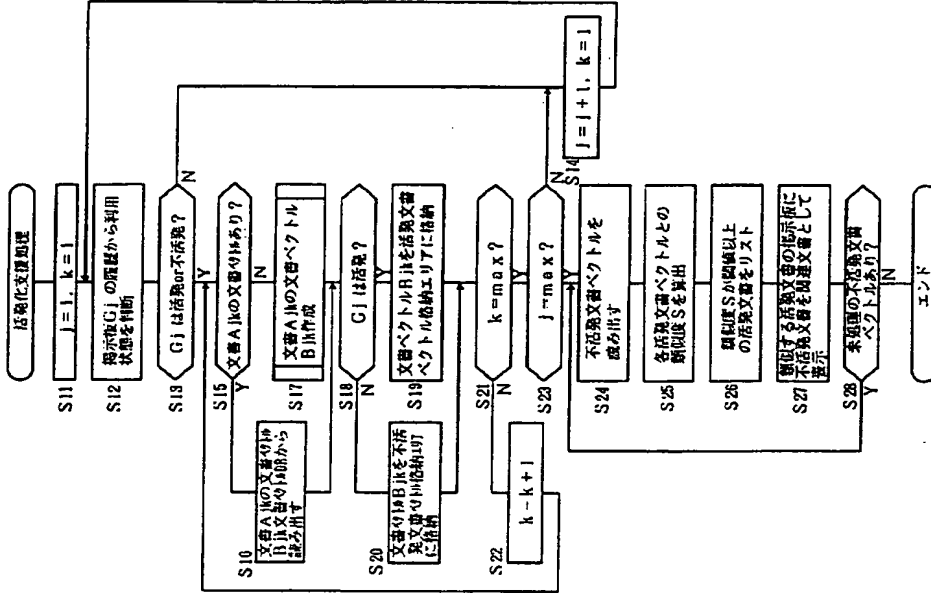 活発化支援処理
S11
j=1, k=1
S12
掲示板Gjの履歴から利用
状態を判断
S13
Gjは活発or不活発?
N
Y
S15
文書Ajkの文書ベクトルあり?
Y
N
S10
文書Ajkの文書ベクトル
Bjk文書ベクトルDBから
読み出す
S17
文書Ajkの文書ベクトル
Bjk作成
S18
Gjは活発?
N
Y
S19
文書ベクトルBjkを活発文書
ベクトル格納エリアに格納
S20
文書ベクトルBjkを不活
発文書ベクトル格納エリア
に格納
S21
k=max?
N
Y
S22
k-k+1
S23
j-max?
N
Y
S14
j=j+1, k=1
S24
不活発文書ベクトルを
読み出す
S25
各活発文書ベクトルとの
類似度Sを算出
S26
類似度Sが閾値以上
の活発文書をリスト
S27
類似する活発文書の掲示板に
不活発文書を関連文書として
表示
S28
未処理の不活発文書
ベクトルあり?
Y
N
エンド